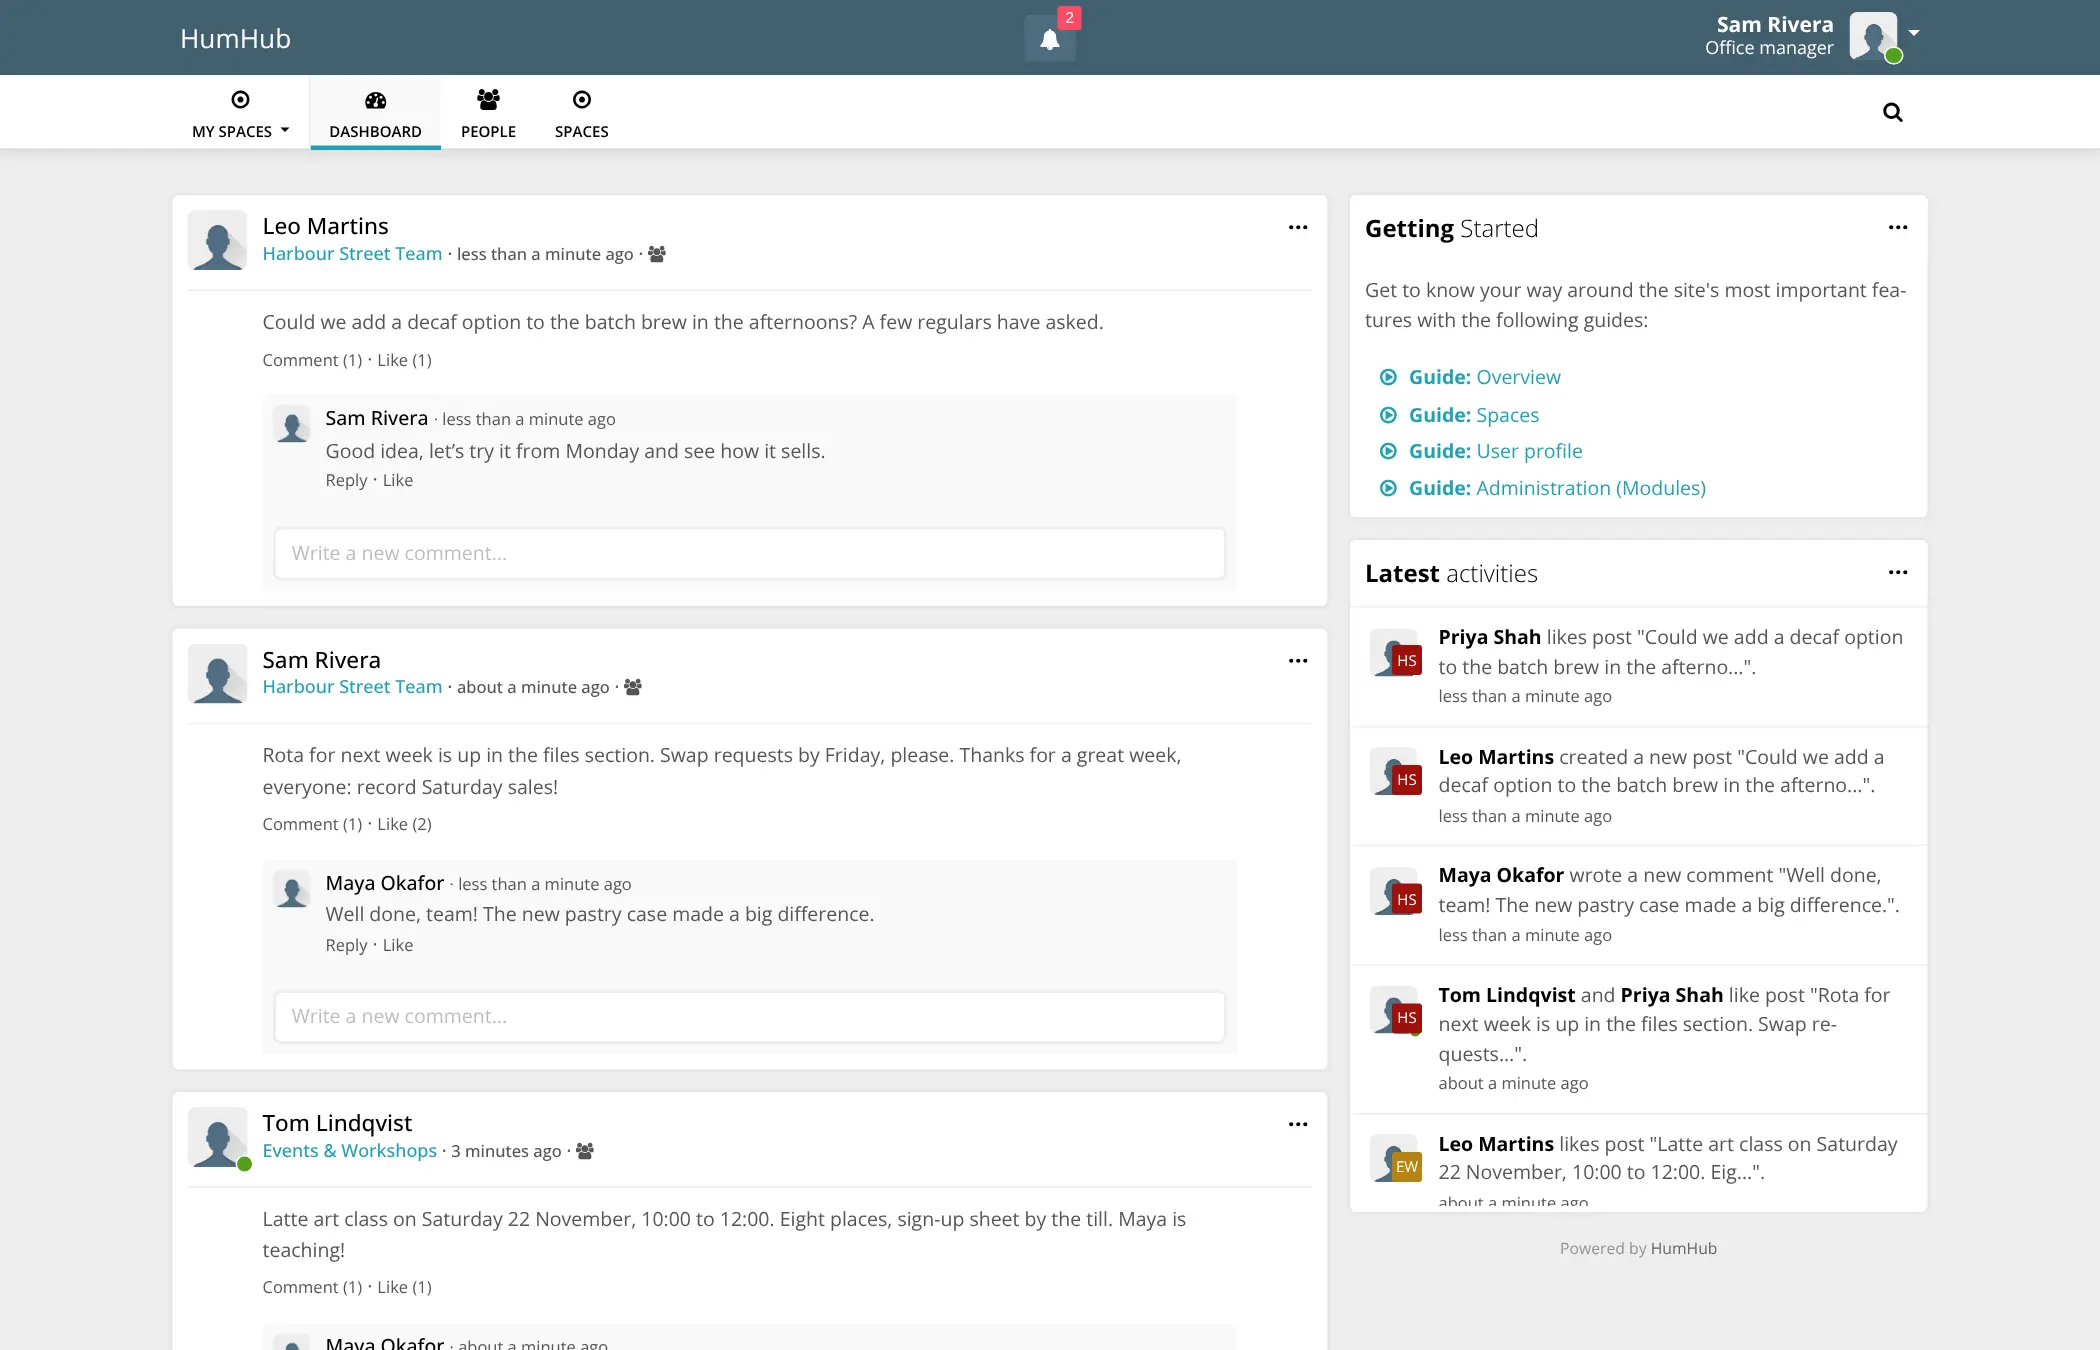 HumHub
2
Sam Rivera
Office manager
MY SPACES
DASHBOARD
PEOPLE
SPACES
Leo Martins
Harbour Street Team · less than a minute ago ·
Could we add a decaf option to the batch brew in the afternoons? A few regulars have asked.
Comment (1) · Like (1)
Sam Rivera · less than a minute ago
Good idea, let’s try it from Monday and see how it sells.
Reply · Like
Write a new comment...
Sam Rivera
Harbour Street Team · about a minute ago ·
Rota for next week is up in the files section. Swap requests by Friday, please. Thanks for a great week,
everyone: record Saturday sales!
Comment (1) · Like (2)
Maya Okafor · less than a minute ago
Well done, team! The new pastry case made a big difference.
Reply · Like
Write a new comment...
Tom Lindqvist
Events & Workshops · 3 minutes ago ·
Latte art class on Saturday 22 November, 10:00 to 12:00. Eight places, sign-up sheet by the till. Maya is
teaching!
Comment (1) · Like (1)
Maya Okafor · about a minute ago
Getting Started
Get to know your way around the site's most important fea-
tures with the following guides:
Guide: Overview
Guide: Spaces
Guide: User profile
Guide: Administration (Modules)
Latest activities
HS
Priya Shah likes post "Could we add a decaf option
to the batch brew in the afterno...".
less than a minute ago
HS
Leo Martins created a new post "Could we add a
decaf option to the batch brew in the afterno...".
less than a minute ago
HS
Maya Okafor wrote a new comment "Well done,
team! The new pastry case made a big difference.".
less than a minute ago
HS
Tom Lindqvist and Priya Shah like post "Rota for
next week is up in the files section. Swap re-
quests...".
about a minute ago
EW
Leo Martins likes post "Latte art class on Saturday
22 November, 10:00 to 12:00. Eig...".
about a minute ago
Powered by HumHub